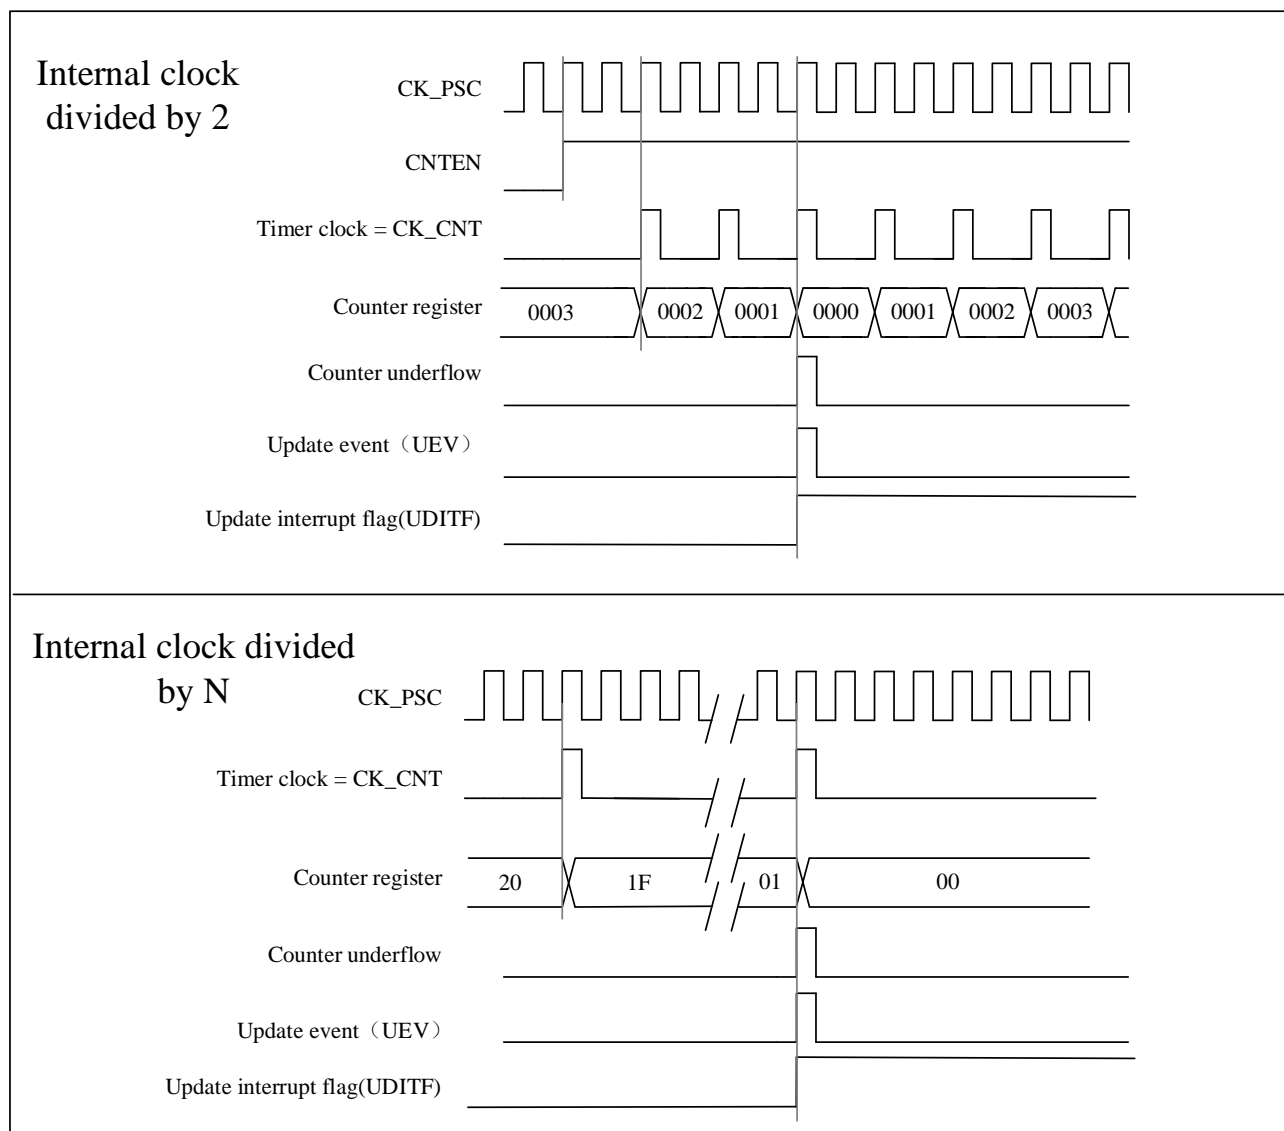 Internal clock
divided by 2
CK_PSC
CNTEN
Timer clock = CK_CNT
Counter register
0003 0002 0001 0000 0001 0002 0003
Counter underflow
Update event（UEV）
Update interrupt flag(UDITF)
Internal clock divided
by N
CK_PSC
Timer clock = CK_CNT
Counter register
20 1F 01 00
Counter underflow
Update event（UEV）
Update interrupt flag(UDITF)